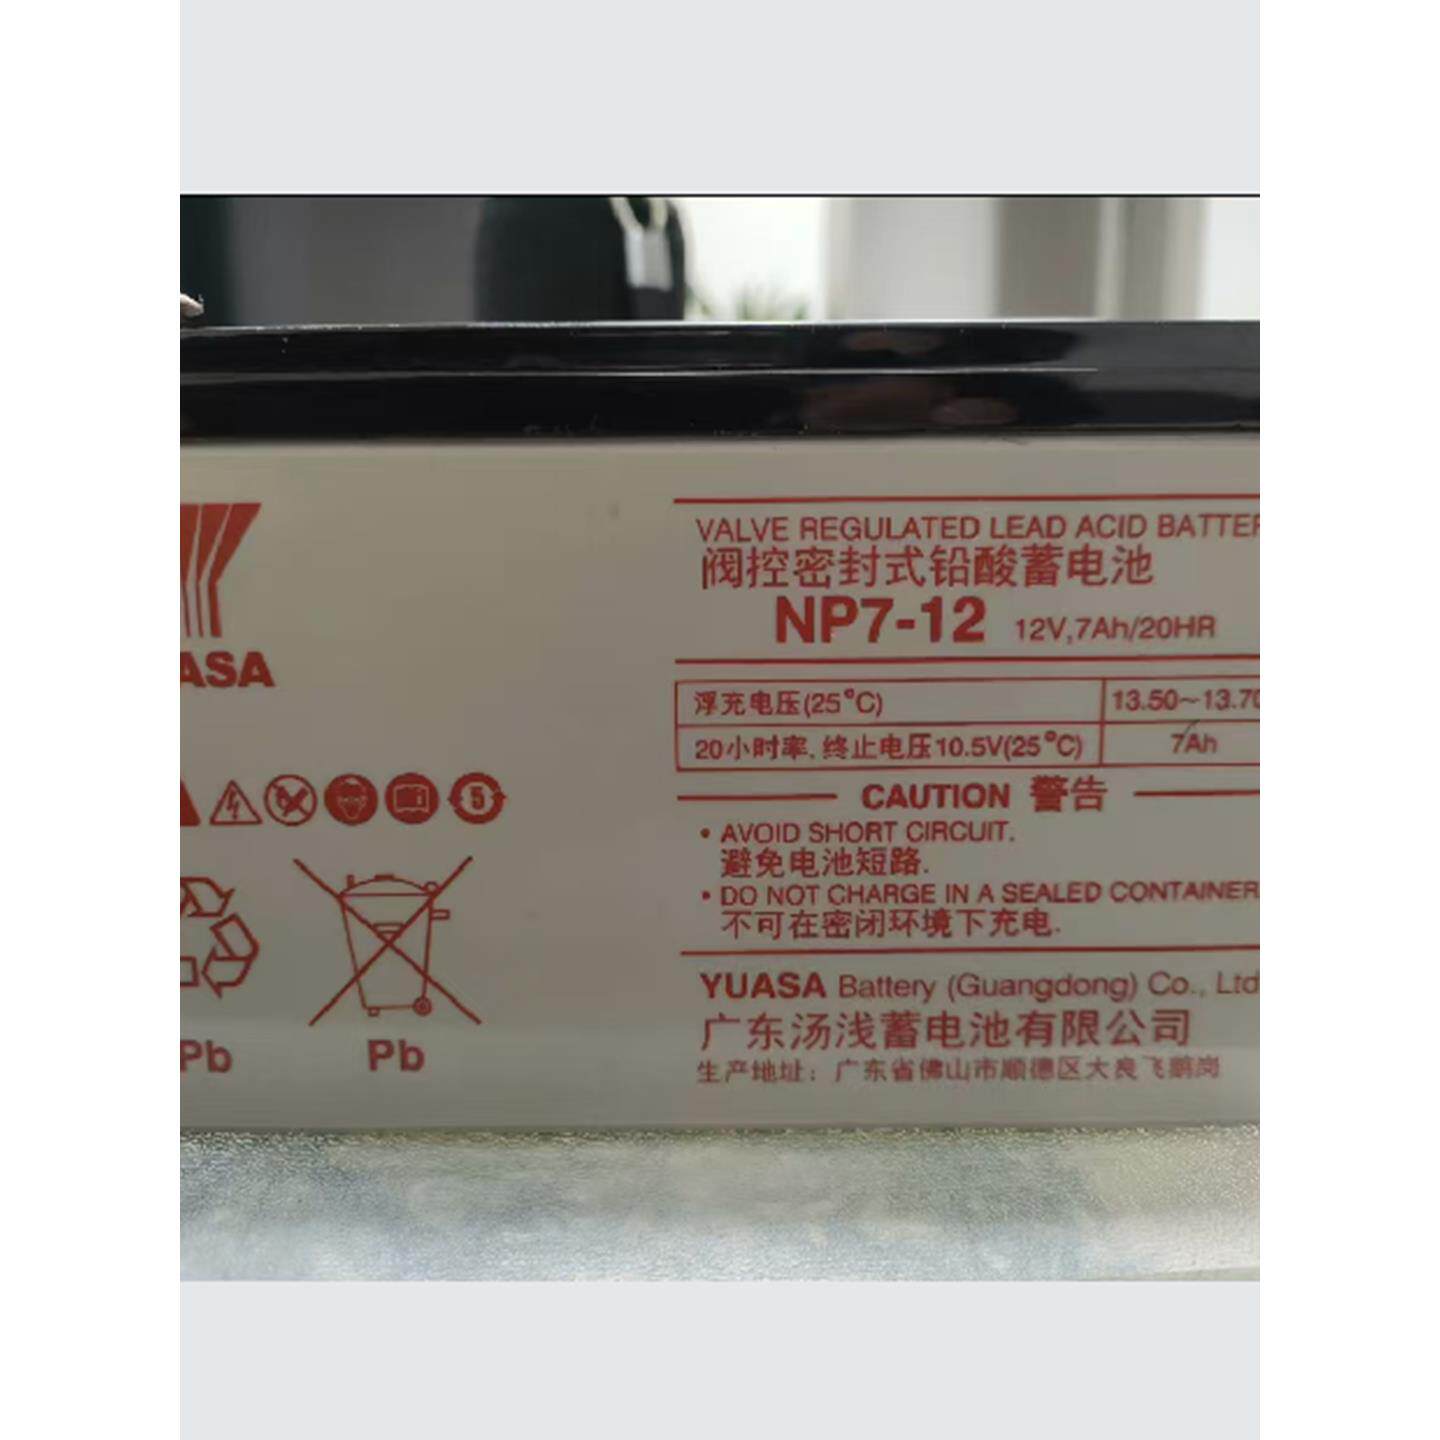 VALVE REGULATED LEAD ACID BATTER
阀控密封式铅酸蓄电池
NP7-12 12V,7Ah/20HR
浮充电压(25°C) 13.50~13.70
20小时率,终止电压10.5V(25°C) 7Ah
CAUTION 警告
• AVOID SHORT CIRCUIT.
避免电池短路.
• DO NOT CHARGE IN A SEALED CONTAINER
不可在密闭环境下充电.
YUASA Battery (Guangdong) Co., Ltd
广东汤浅蓄电池有限公司
生产地址：广东省佛山市顺德区大良飞鹅岗
ASA
5
Pb Pb